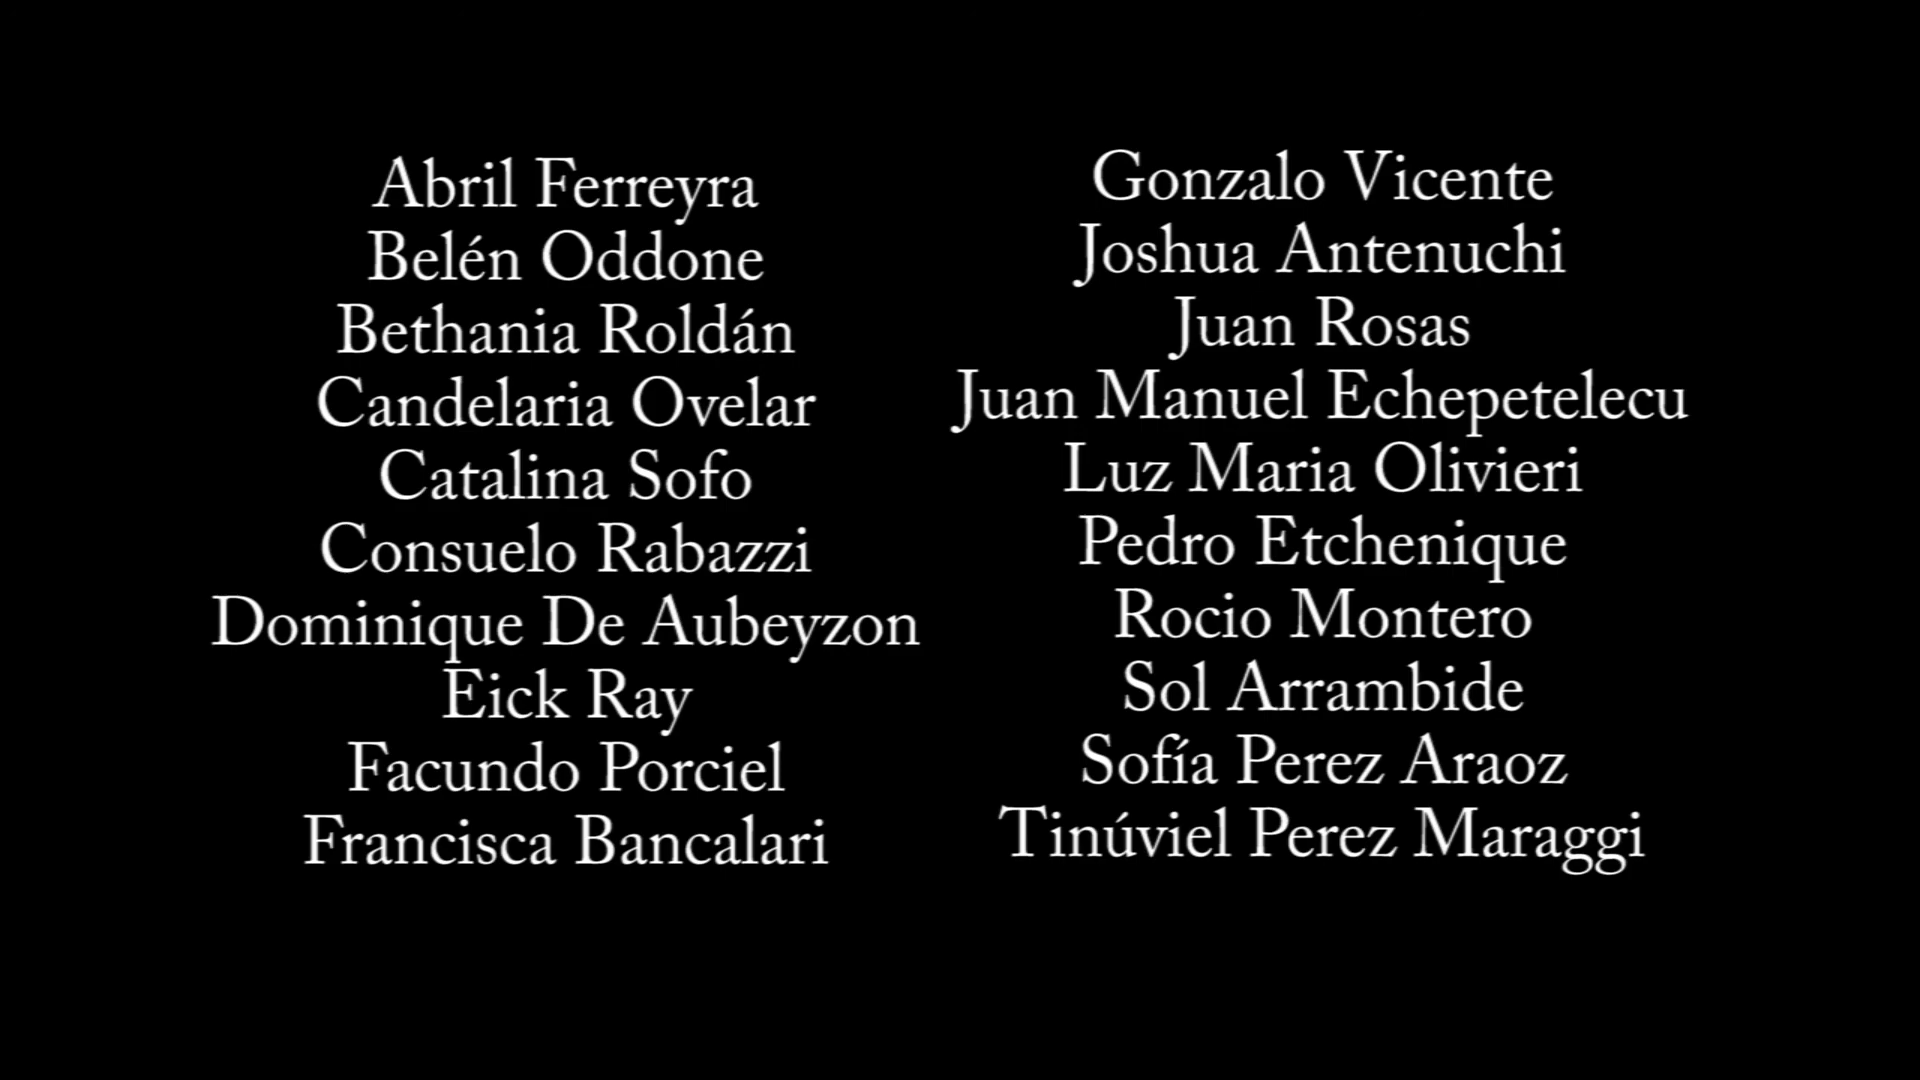 Abril Ferreyra
Belén Oddone
Bethania Roldán
Candelaria Ovelar
Catalina Sofo
Consuelo Rabazzi
Dominique De Aubeyzon
Eick Ray
Facundo Porciel
Francisca Bancalari
Gonzalo Vicente
Joshua Antenuchi
Juan Rosas
Juan Manuel Echepetelecu
Luz Maria Olivieri
Pedro Etchenique
Rocio Montero
Sol Arrambide
Sofía Perez Araoz
Tinúviel Perez Maraggi